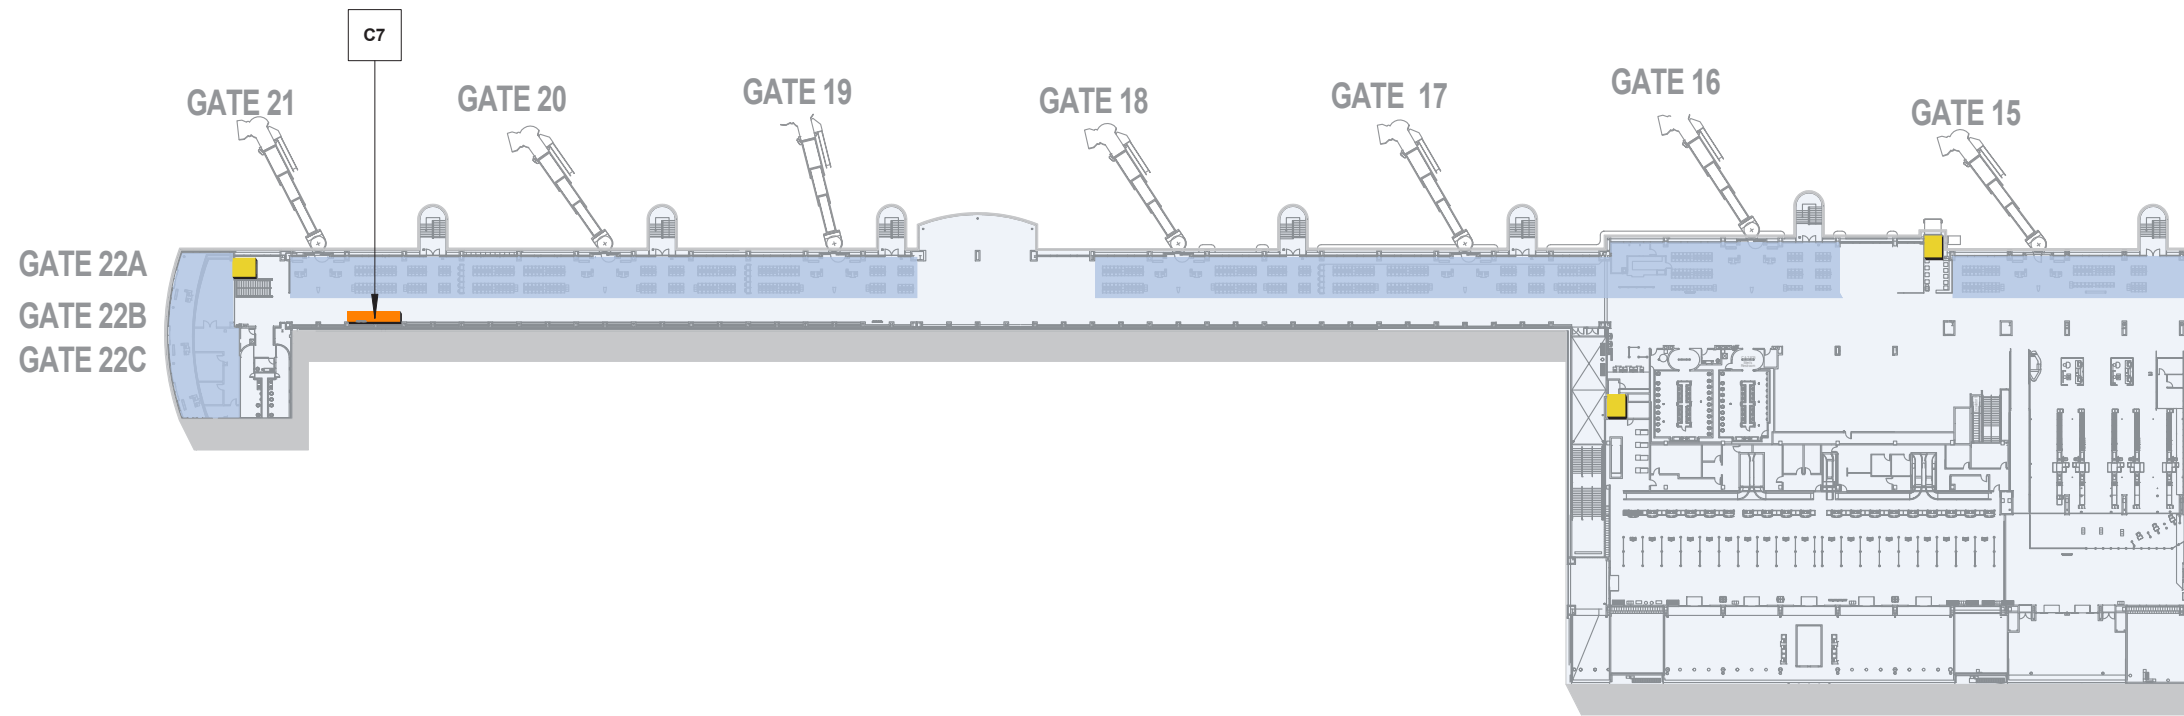 C7
GATE 21
GATE 20
GATE 19
GATE 18
GATE 17
GATE 16
GATE 15
GATE 22A
GATE 22B
GATE 22C